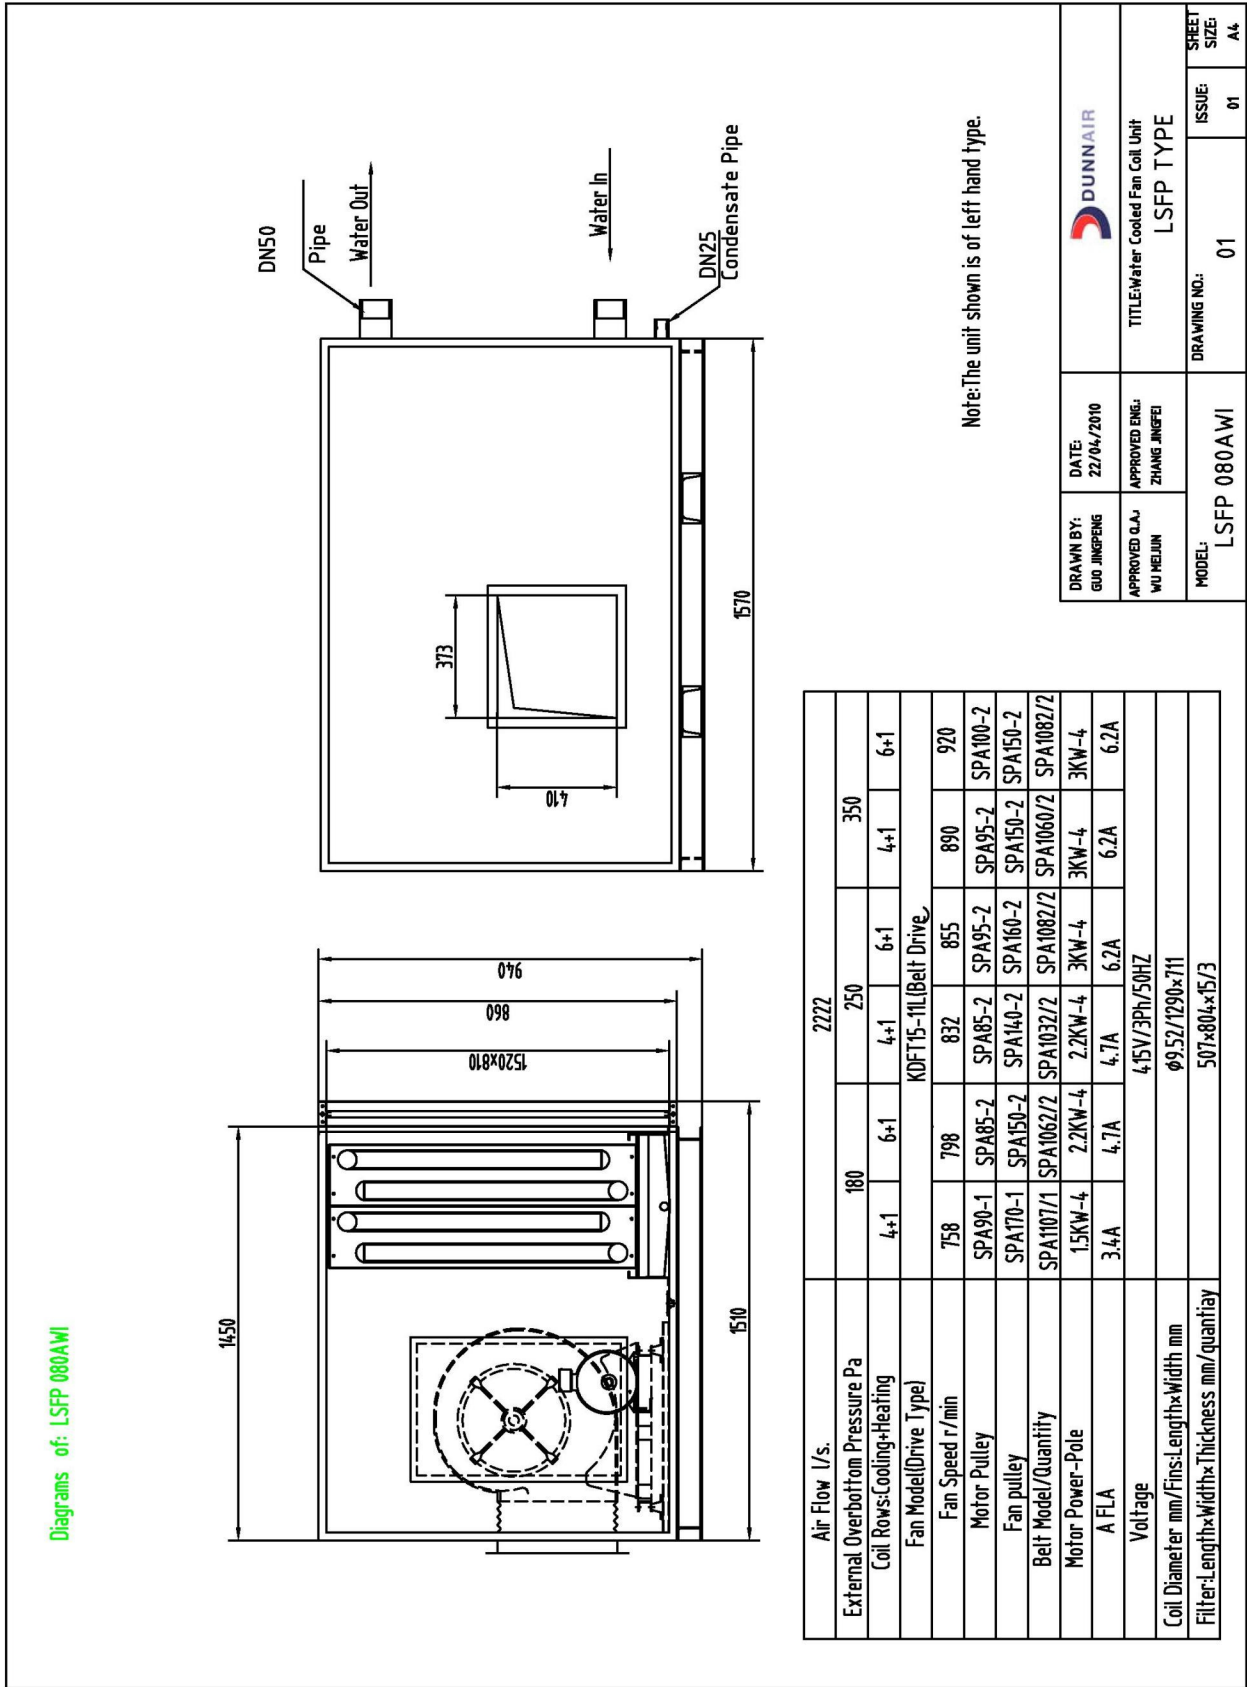 Diagrams of: LSFP 080AWI
1450
1510
1520x810
860
940
373
410
1570
DN50
Pipe
Water Out
Water In
DN25
Condensate Pipe
Note:The unit shown is of left hand type.
Air Flow l/s. 2222
External Overbottom Pressure Pa 180 250 350
Coil Rows:Cooling+Heating 4+1 6+1 4+1 6+1 4+1 6+1
Fan Model(Drive Type) KDFT15-11L(Belt Drive)
Fan Speed r/min 758 798 832 855 890 920
Motor Pulley SPA90-1 SPA85-2 SPA85-2 SPA95-2 SPA95-2 SPA100-2
Fan pulley SPA170-1 SPA150-2 SPA140-2 SPA160-2 SPA150-2 SPA150-2
Belt Model/Quantity SPA1107/1 SPA1062/2 SPA1032/2 SPA1082/2 SPA1060/2 SPA1082/2
Motor Power-Pole 1.5KW-4 2.2KW-4 2.2KW-4 3KW-4 3KW-4 3KW-4
A FLA 3.4A 4.7A 4.7A 6.2A 6.2A 6.2A
Voltage 415V/3Ph/50HZ
Coil Diameter mm/Fins:Length×Width mm φ9.52/1290×711
Filter:Length×Width×Thickness mm/quantiay 507×804×15/3
DRAWN BY:
GUO JINGPENG
DATE:
22/04/2010
DUNNAIR
APPROVED Q.A.:
WU MEIJUN
APPROVED ENG.:
ZHANG JINGFEI
TITLE:Water Cooled Fan Coil Unit
LSFP TYPE
MODEL:
LSFP 080AWI
DRAWING NO.:
01
ISSUE:
01
SHEET
SIZE:
A4